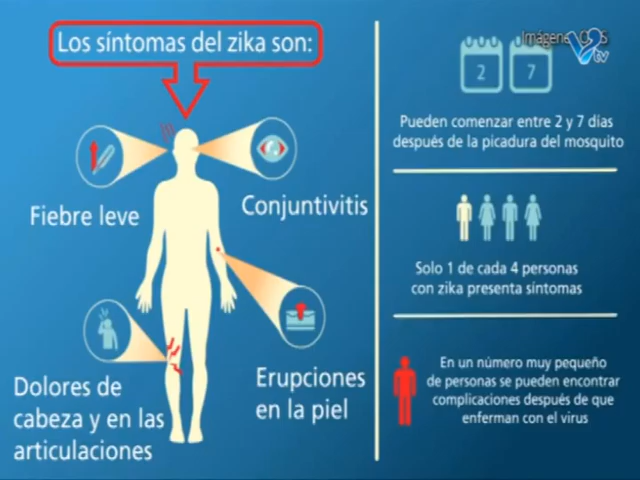 Los síntomas del zika son:
Fiebre leve
Conjuntivitis
Dolores de
cabeza y en las
articulaciones
Erupciones
en la piel
2 7
Pueden comenzar entre 2 y 7 días
después de la picadura del mosquito
Solo 1 de cada 4 personas
con zika presenta síntomas
En un número muy pequeño
de personas se pueden encontrar
complicaciones después de que
enferman con el virus
tv